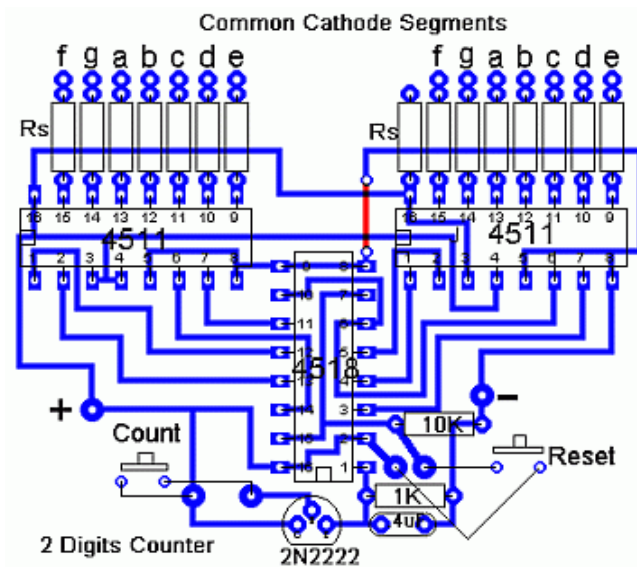 Common Cathode Segments
f g a b c d e
f g a b c d e
Rs
Rs
16 15 14 13 12 11 10 9
15 14 13 12 11 10 9
4511
4511
1 2 3 4 5 6 7 8
1 2 3 4 5 6 7 8
9 8
10 7
11 6
12 5
4518
13 4
14 3
15 2
16 1
+
-
10K
Count
Reset
1K
4uF
2N2222
2 Digits Counter